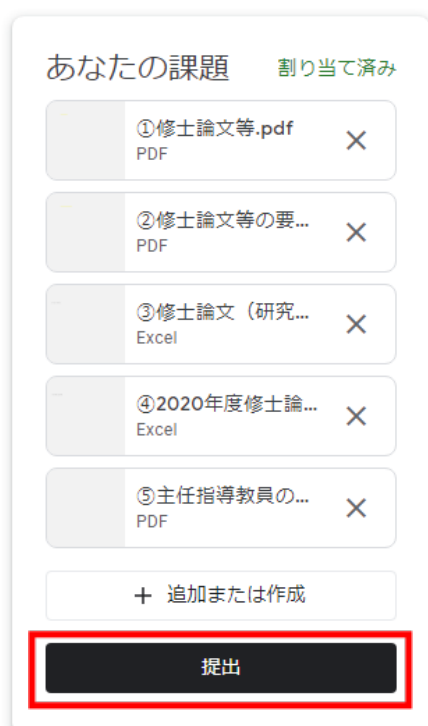 あなたの課題 割り当て済み
①修士論文等.pdf
PDF
②修士論文等の要...
PDF
③修士論文（研究...
Excel
④2020年度修士論...
Excel
⑤主任指導教員の...
PDF
+ 追加または作成
提出